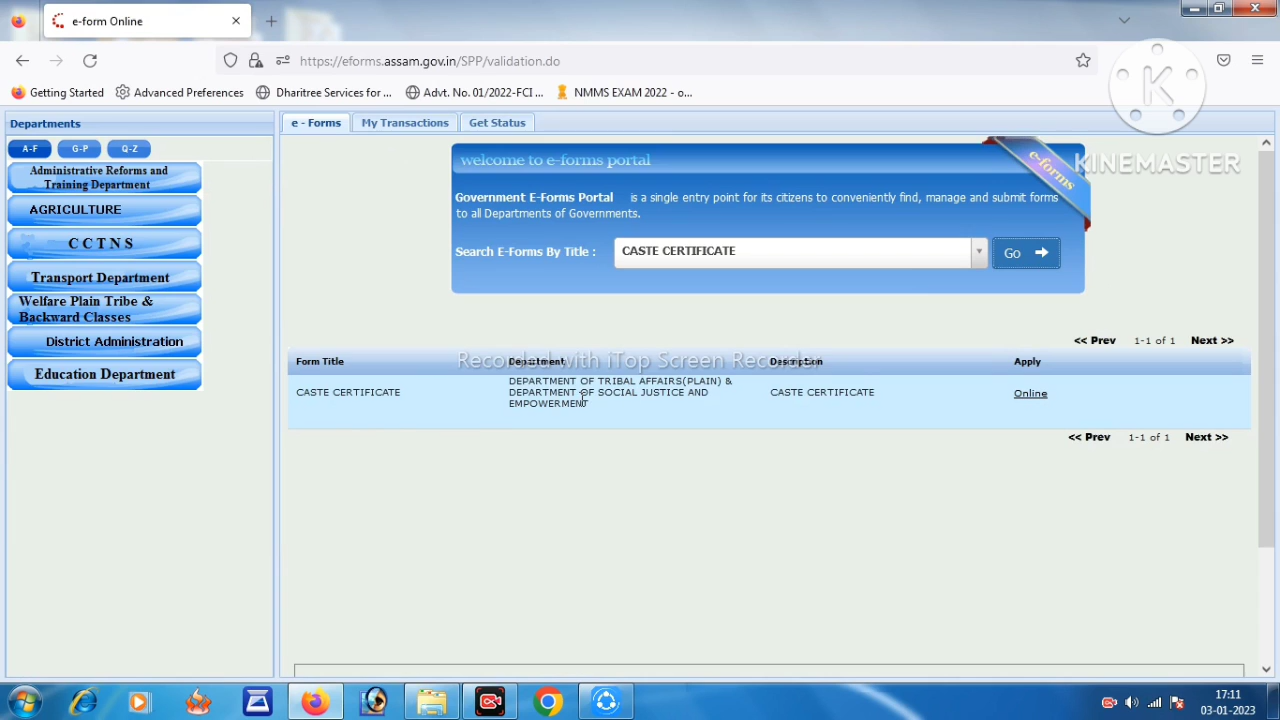 e-form Online
https://eforms.assam.gov.in/SPP/validation.do
Getting Started
Advanced Preferences
Dharitree Services for ...
Advt. No. 01/2022-FCI ...
NMMS EXAM 2022 - o...
K
KINEMASTER
Departments
A-F
G-P
Q-Z
Administrative Reforms and
Training Department
AGRICULTURE
C C T N S
Transport Department
Welfare Plain Tribe &
Backward Classes
District Administration
Education Department
e - Forms
My Transactions
Get Status
welcome to e-forms portal
e-forms
Government E-Forms Portal is a single entry point for its citizens to conveniently find, manage and submit forms
to all Departments of Governments.
Search E-Forms By Title :
CASTE CERTIFICATE
Go
<< Prev 1-1 of 1 Next >>
Recorded with iTop Screen Recorder
Form Title
Department
Description
Apply
CASTE CERTIFICATE
DEPARTMENT OF TRIBAL AFFAIRS(PLAIN) &
DEPARTMENT OF SOCIAL JUSTICE AND
EMPOWERMENT
CASTE CERTIFICATE
Online
<< Prev 1-1 of 1 Next >>
17:11
03-01-2023